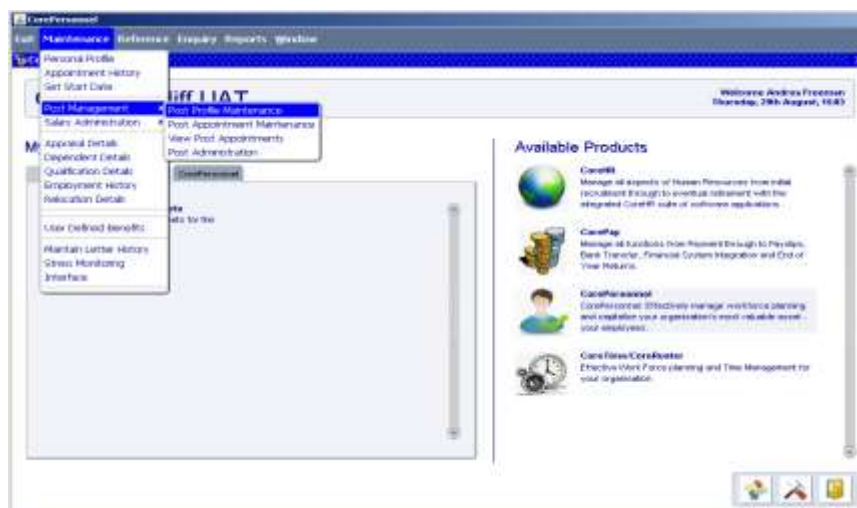 CorePersonnel
Exit Maintenance Reference Enquiry Reports Window
Personal Profile
Appointment History
Set Start Date
Post Management
Salary Administration
Appraisal Details
Dependent Details
Qualification Details
Employment History
Relocation Details
User Defined Benefits
Maintain Letter History
Stress Monitoring
Interface
Post Profile Maintenance
Post Appointment Maintenance
View Post Appointments
Post Administration
diff UAT
Welcome Andrea Freeman
Thursday, 29th August, 16:03
CorePersonnel
ets for the
Available Products
CoreHR
Manage all aspects of Human Resources from initial
recruitment through to eventual retirement with the
integrated CoreHR suite of software applications.
CorePay
Manage all functions from Payment through to Payslips,
Bank Transfer, Financial System Integration and End of
Year Returns.
CorePersonnel
CorePersonnel: Effectively manage workforce planning
and capitalise your organisation's most valuable asset -
your employees.
CoreTime/CoreRoster
Effective Work Force planning and Time Management for
your organisation.